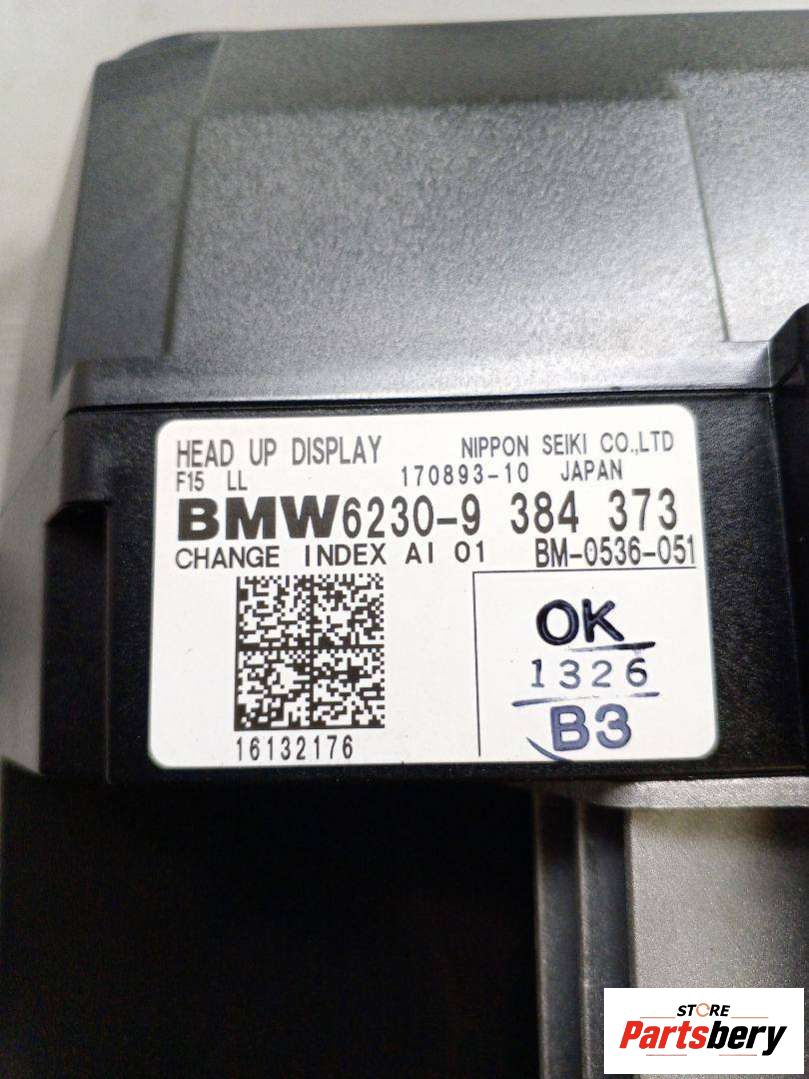 HEAD UP DISPLAY NIPPON SEIKI CO.,LTD
F15 LL 170893-10 JAPAN
BMW6230-9 384 373
CHANGE INDEX AI 01 BM-0536-051
OK
1326
B3
16132176
STORE
Partsbery